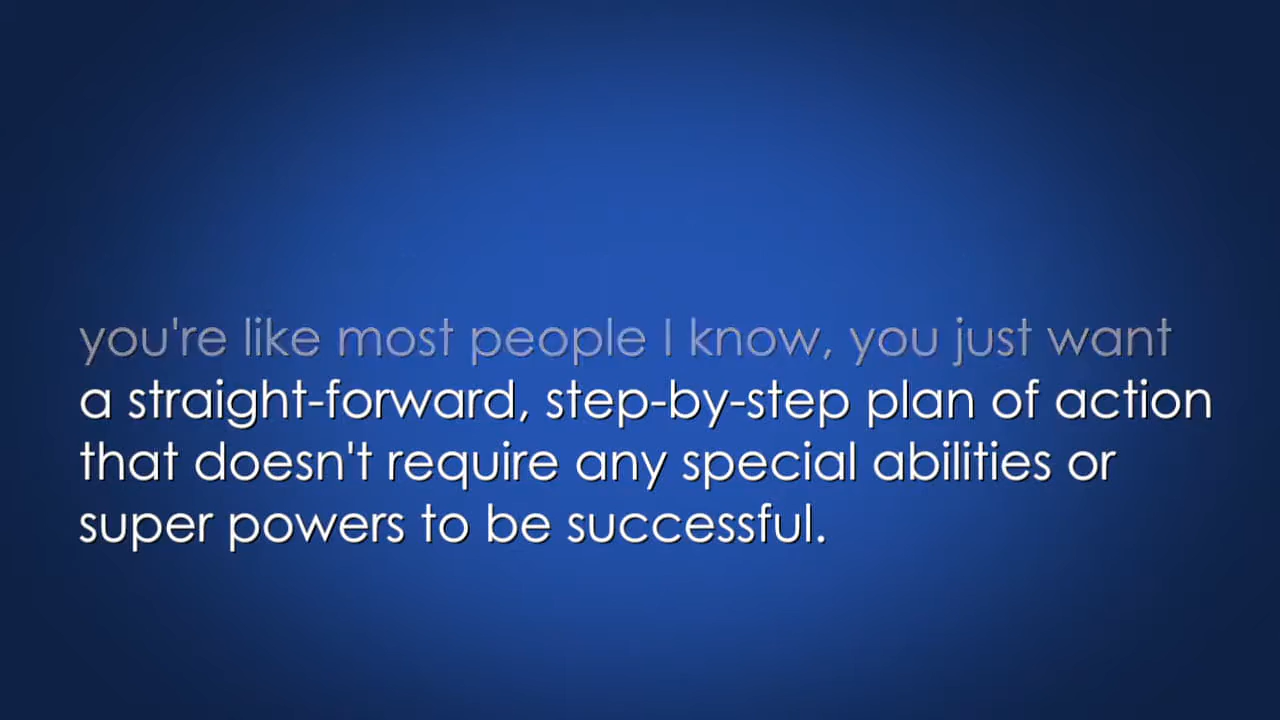 you're like most people I know, you just want
a straight-forward, step-by-step plan of action
that doesn't require any special abilities or
super powers to be successful.